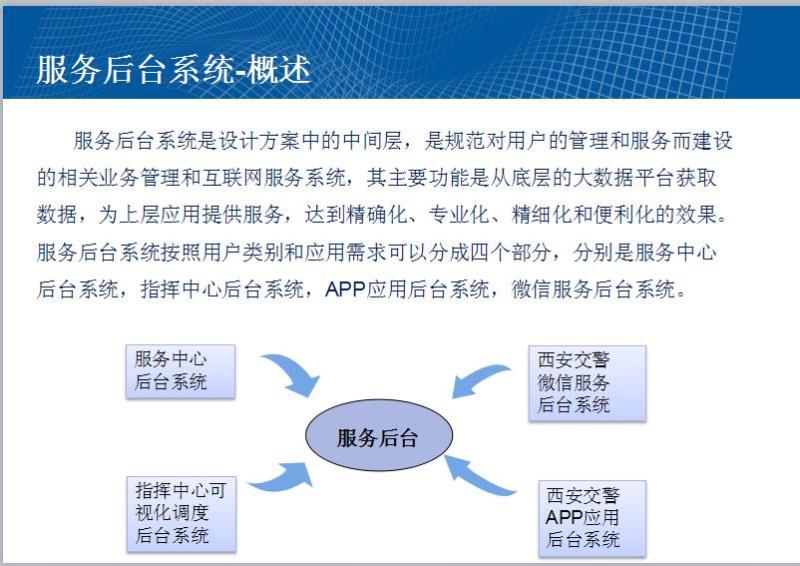 服务后台系统-概述
服务后台系统是设计方案中的中间层，是规范对用户的管理和服务而建设
的相关业务管理和互联网服务系统，其主要功能是从底层的大数据平台获取
数据，为上层应用提供服务，达到精确化、专业化、精细化和便利化的效果。
服务后台系统按照用户类别和应用需求可以分成四个部分，分别是服务中心
后台系统，指挥中心后台系统，APP应用后台系统，微信服务后台系统。
服务中心
后台系统
西安交警
微信服务
后台系统
服务后台
指挥中心可
视化调度
后台系统
西安交警
APP应用
后台系统